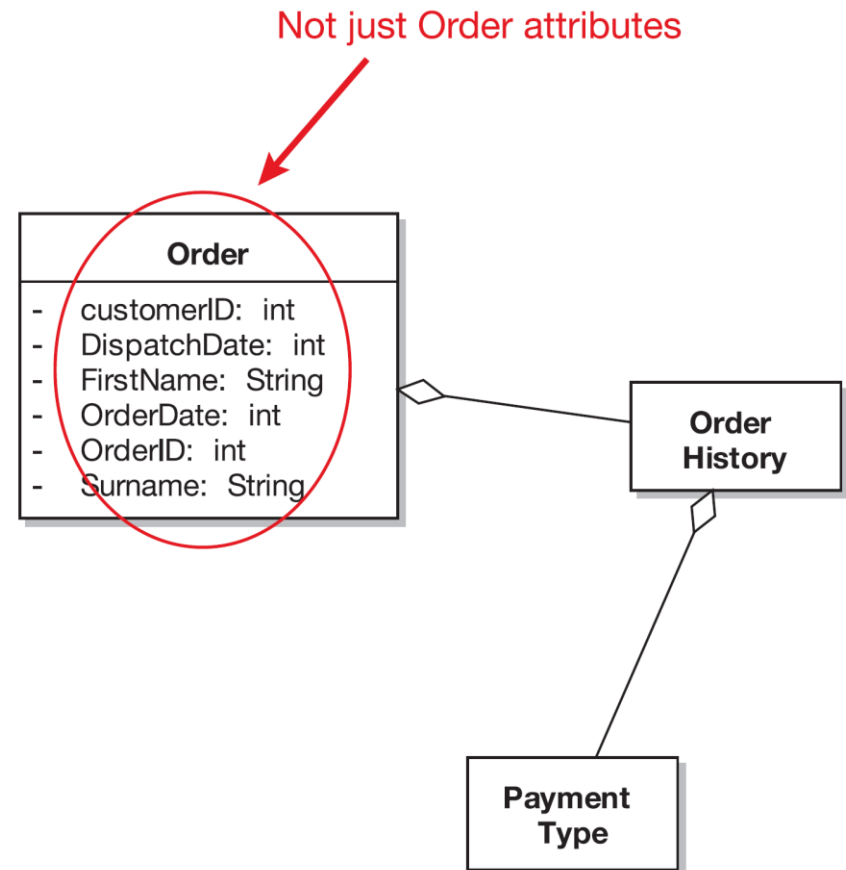 Not just Order attributes
Order
- customerID: int
- DispatchDate: int
- FirstName: String
- OrderDate: int
- OrderID: int
- Surname: String
Order
History
Payment
Type